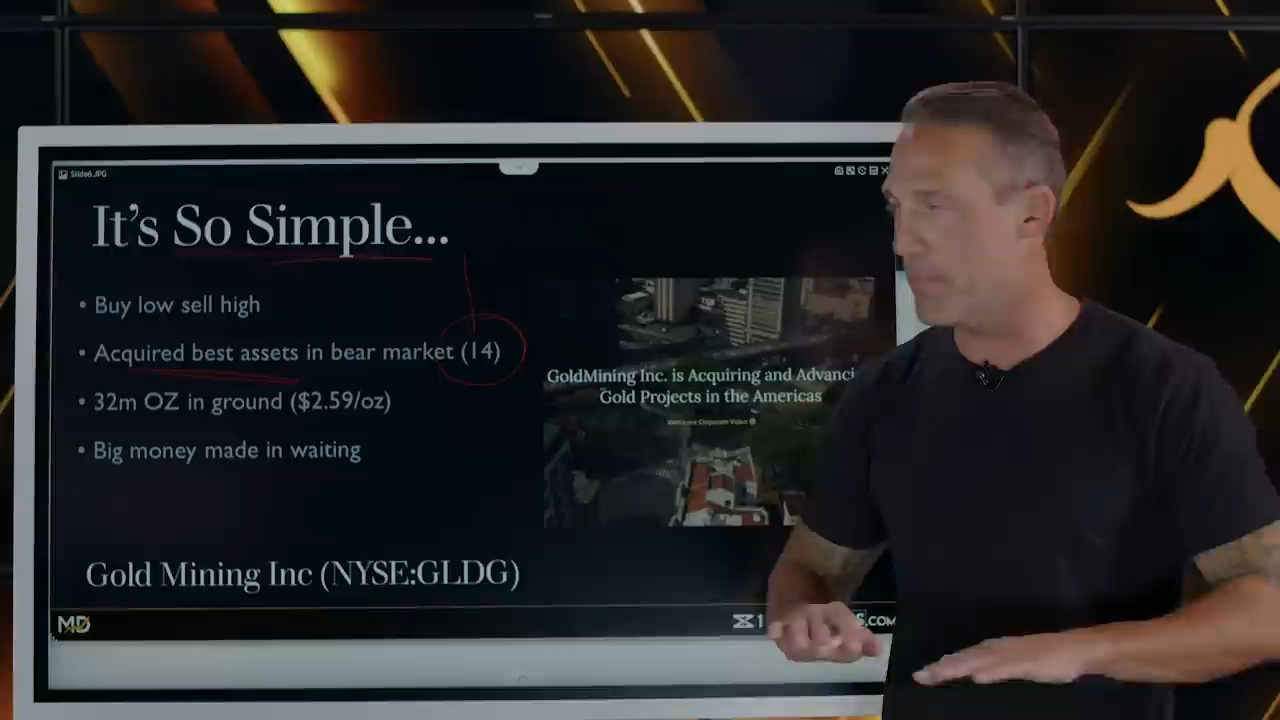 Slide6.JPG
It's So Simple...
• Buy low sell high
• Acquired best assets in bear market (14)
• 32m OZ in ground ($2.59/oz)
• Big money made in waiting
GoldMining Inc. is Acquiring and Advanci
Gold Projects in the Americas
Gold Mining Inc (NYSE:GLDG)
MD
.COM